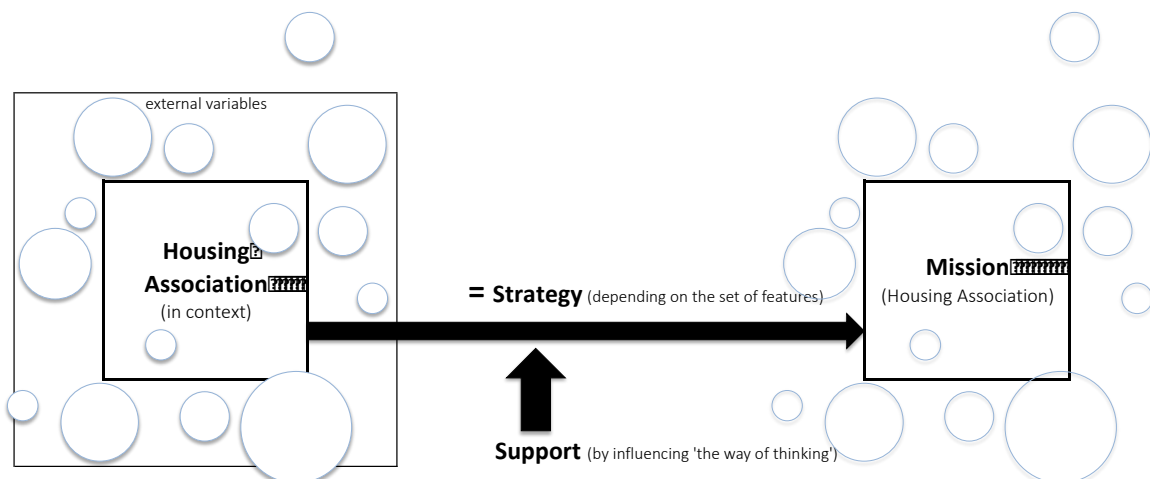 external variables
Housing
Association
(in context)
= Strategy (depending on the set of features)
Support (by influencing 'the way of thinking')
Mission
(Housing Association)